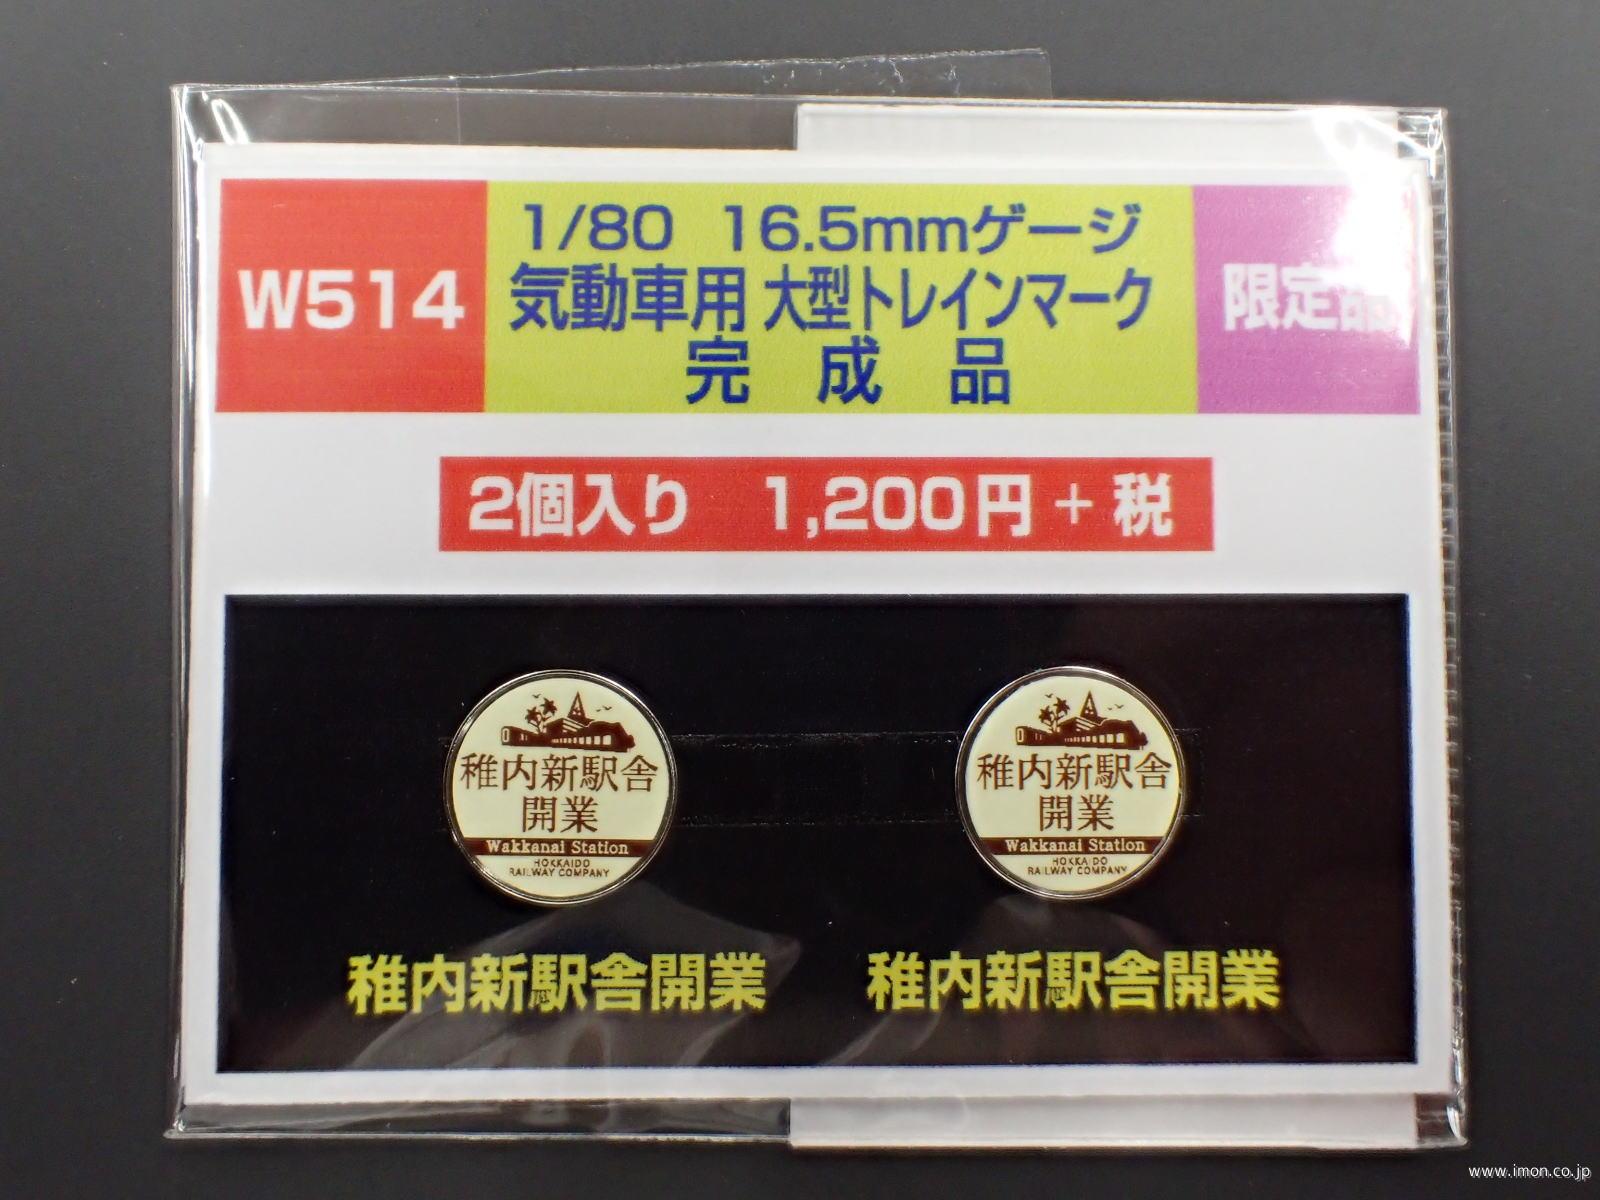 W514
1/80 16.5mmゲージ
気動車用 大型トレインマーク
完 成 品
限定品
2個入り 1,200円+税
稚内新駅舎
開業
Wakkanai Station
HOKKAIDO
RAILWAY COMPANY
稚内新駅舎
開業
Wakkanai Station
HOKKAIDO
RAILWAY COMPANY
稚内新駅舎開業
稚内新駅舎開業
www.imon.co.jp